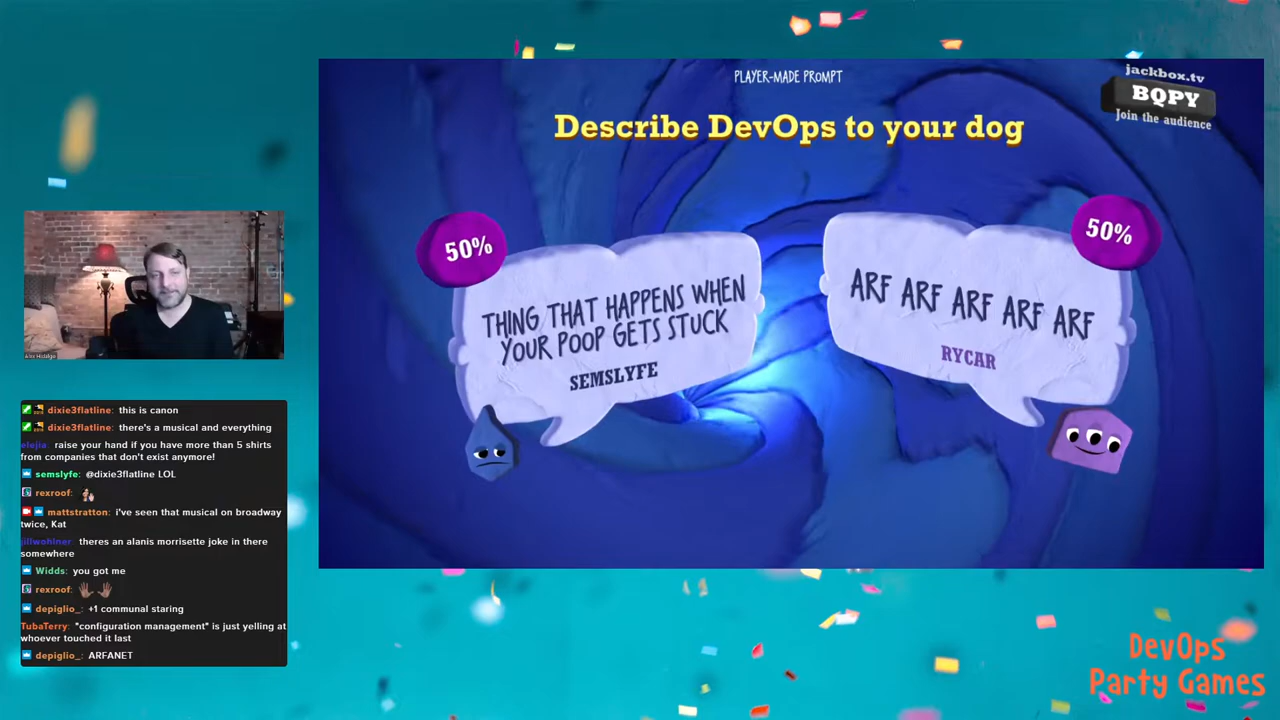 PLAYER-MADE PROMPT
jackbox.tv
BQPY
Join the audience
Describe DevOps to your dog
50%
THING THAT HAPPENS WHEN
YOUR POOP GETS STUCK
SEMSLYFE
50%
ARF ARF ARF ARF ARF
RYCAR
Alex Hidalgo
dixie3flatline: this is canon
dixie3flatline: there's a musical and everything
elejia: raise your hand if you have more than 5 shirts
from companies that don't exist anymore!
semslyfe: @dixie3flatline LOL
rexroof:
mattstratton: i've seen that musical on broadway
twice, Kat
jillwohlner: theres an alanis morrisette joke in there
somewhere
Widds: you got me
rexroof:
depiglio_: +1 communal staring
TubaTerry: "configuration management" is just yelling at
whoever touched it last
depiglio_: ARFANET
DevOps
Party Games